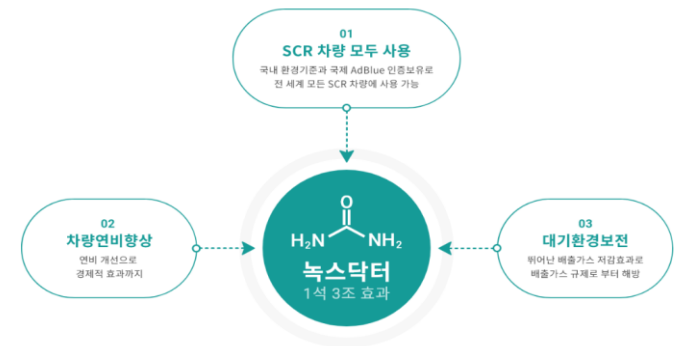 01
SCR 차량 모두 사용
국내 환경기준과 국제 AdBlue 인증보유로
전 세계 모든 SCR 차량에 사용 가능
02
차량연비향상
연비 개선으로
경제적 효과까지
O
H₂N NH₂
녹스닥터
1석 3조 효과
03
대기환경보전
뛰어난 배출가스 저감효과로
배출가스 규제로 부터 해방